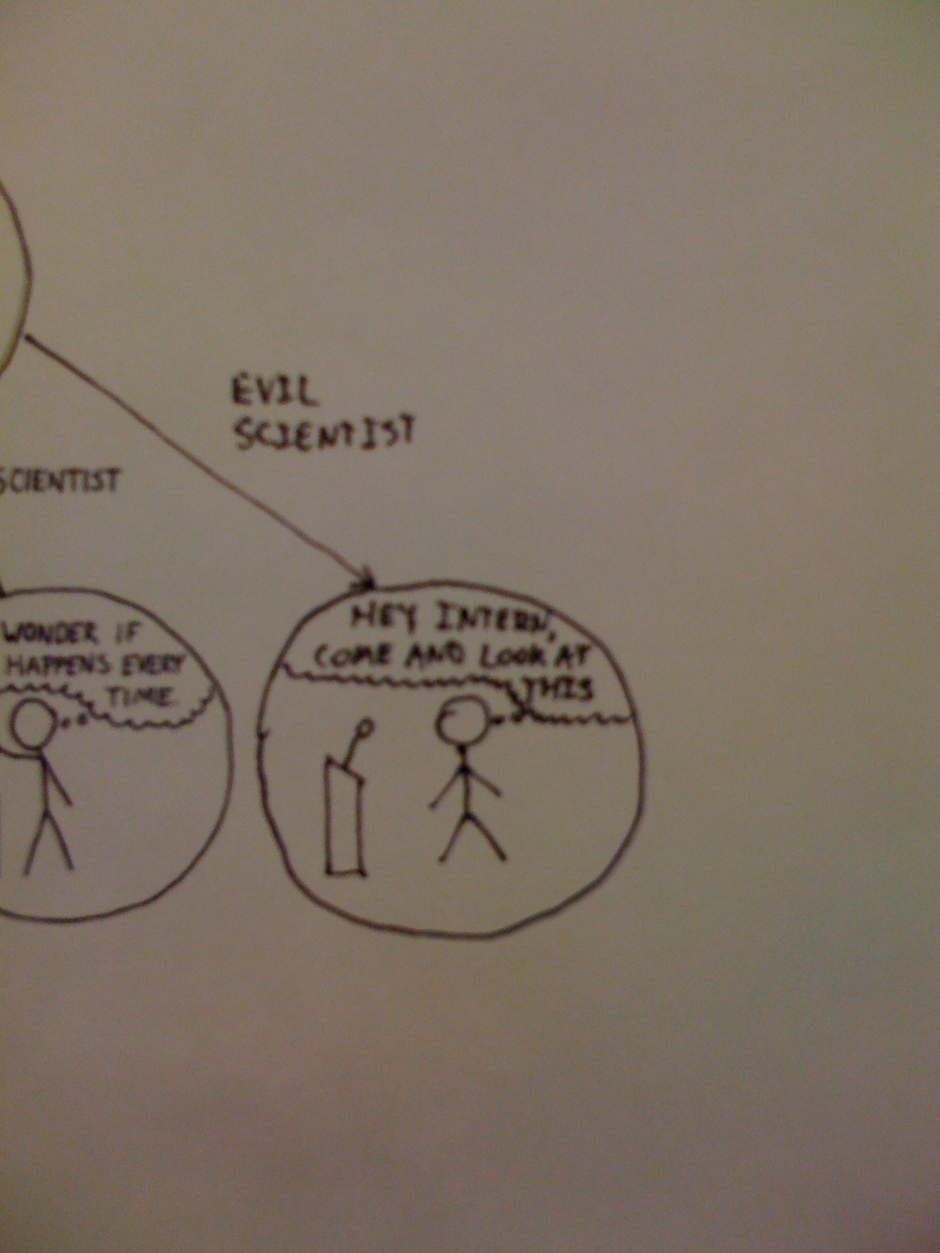 EVIL
SCIENTIST
SCIENTIST
WONDER IF
HAPPENS EVERY
TIME.
HEY INTERN,
COME AND LOOK AT
THIS